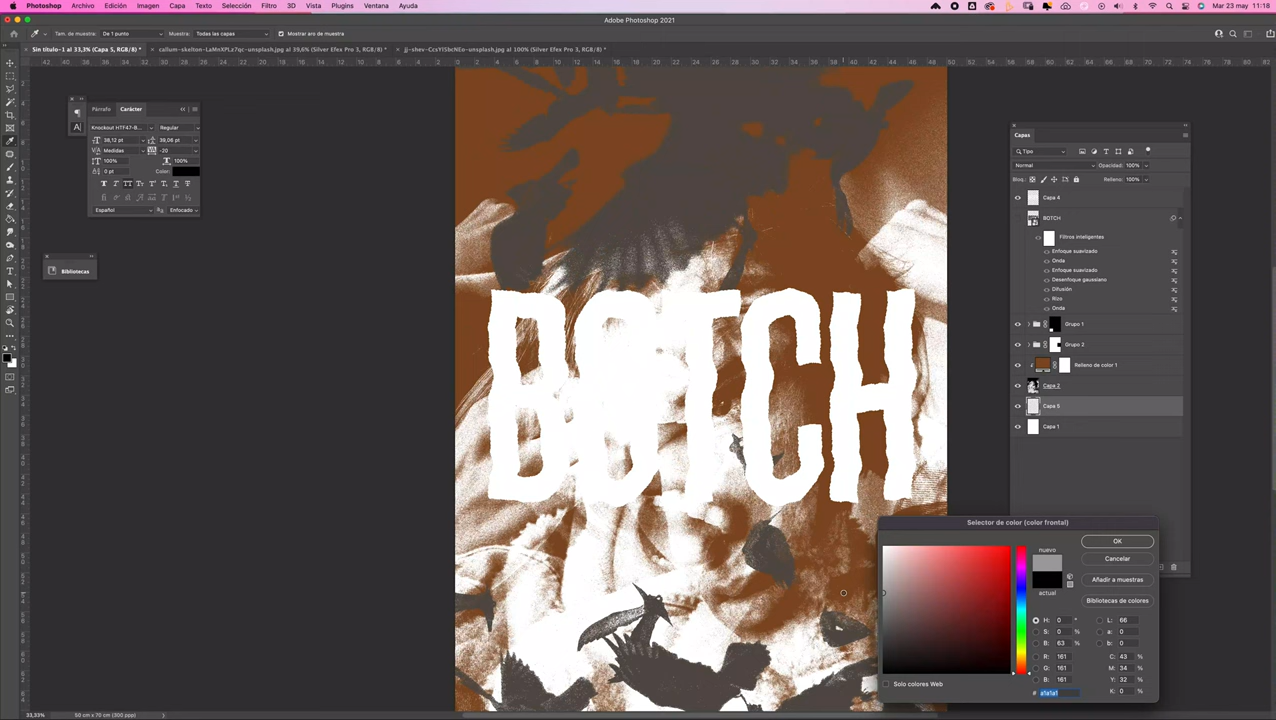 Photoshop Archivo Edición Imagen Capa Texto Selección Filtro 3D Vista Plugins Ventana Ayuda
Mar 23 may 11:18
Adobe Photoshop 2021
Tam. de muestra: De 1 punto Muestra: Todas las capas Mostrar aro de muestra
Sin título-1 al 33,3% (Capa 5, RGB/8) *
callum-skelton-LaMxPLz7qc-unsplash.jpg al 39,6% (Silver Efex Pro 3, RGB/8) *
jj-shev-CcsYI5bcNEo-unsplash.jpg al 100% (Silver Efex Pro 3, RGB/8) *
Párrafo Carácter
Knockout HTF47-B... Regular
38,12 pt 39,06 pt
Medidas -20
100% 100%
0 pt Color:
Español Enfocado
Bibliotecas
BOTCH
Capas
Tipo
Normal Opacidad: 100%
Bloq.: Relleno: 100%
Capa 4
BOTCH
Filtros inteligentes
Enfoque suavizado
Onda
Enfoque suavizado
Desenfoque gaussiano
Difusión
Rizo
Onda
Grupo 1
Grupo 2
Relleno de color 1
Capa 2
Capa 5
Capa 1
Selector de color (color frontal)
nuevo
actual
OK
Cancelar
Añadir a muestras
Bibliotecas de colores
H: 0 ° L: 66
S: 0 % a: 0
B: 63 % b: 0
R: 161 C: 43 %
G: 161 M: 34 %
B: 161 Y: 32 %
# a1a1a1 K: 0 %
Solo colores Web
33,33% 50 cm x 70 cm (300 ppp)